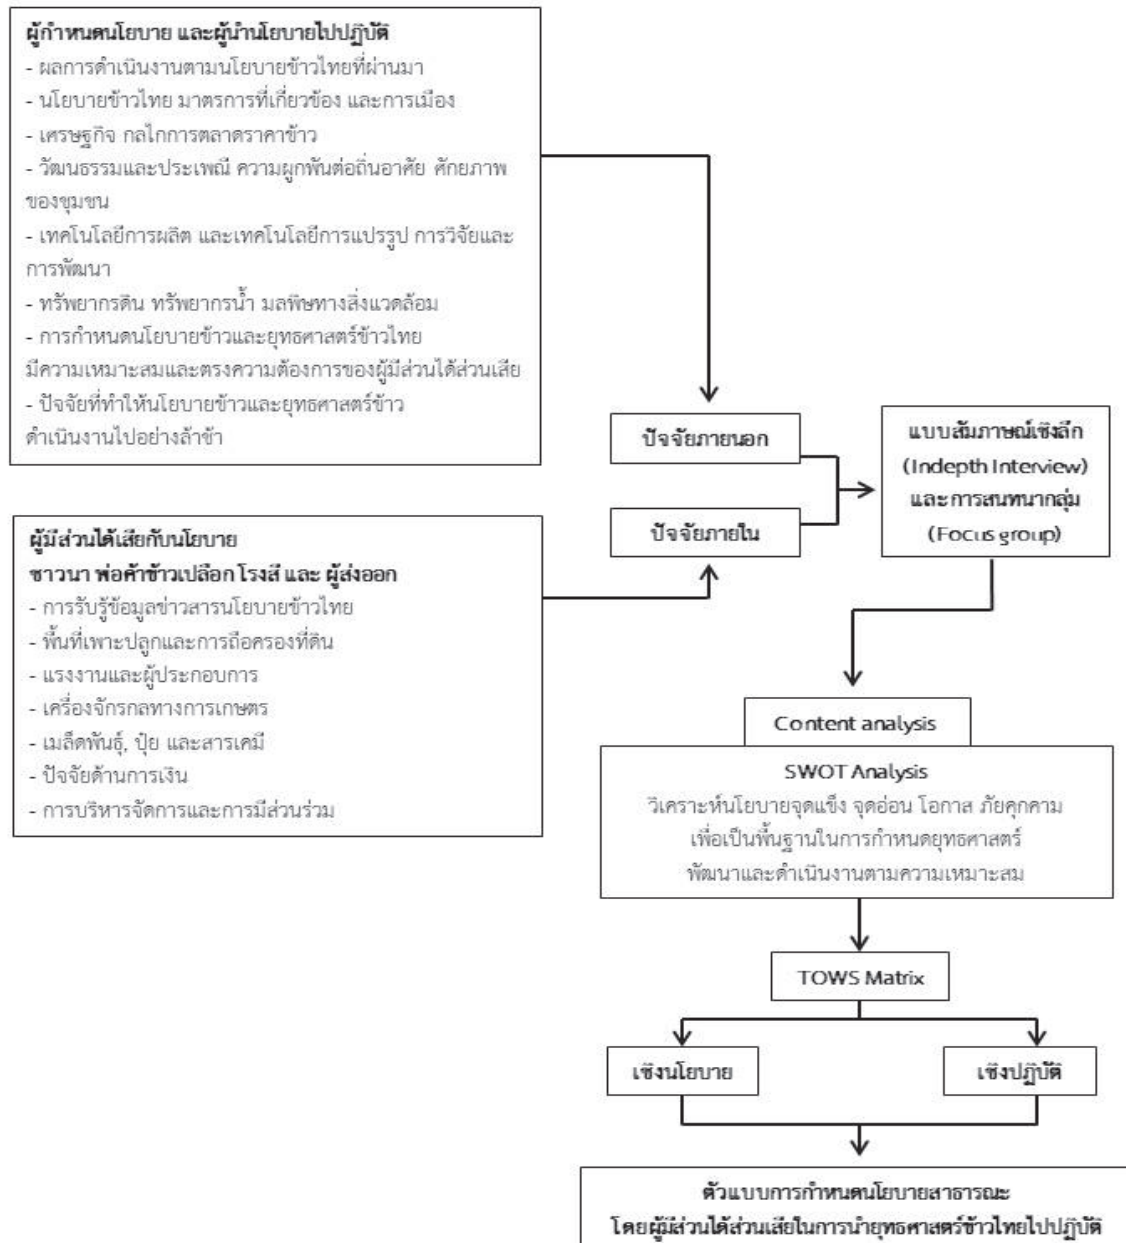 ผู้กำหนดนโยบาย และผู้นำนโยบายไปปฏิบัติ
- ผลการดำเนินงานตามนโยบายข้าวไทยที่ผ่านมา
- นโยบายข้าวไทย มาตรการที่เกี่ยวข้อง และการเมือง
- เศรษฐกิจ กลไกการตลาดราคาข้าว
- วัฒนธรรมและประเพณี ความผูกพันต่อถิ่นอาศัย ศักยภาพ
ของชุมชน
- เทคโนโลยีการผลิต และเทคโนโลยีการแปรรูป การวิจัยและ
การพัฒนา
- ทรัพยากรดิน ทรัพยากรน้ำ มลพิษทางสิ่งแวดล้อม
- การกำหนดนโยบายข้าวและยุทธศาสตร์ข้าวไทย
มีความเหมาะสมและตรงความต้องการของผู้มีส่วนได้ส่วนเสีย
- ปัจจัยที่ทำให้นโยบายข้าวและยุทธศาสตร์ข้าว
ดำเนินงานไปอย่างล้าช้า
ผู้มีส่วนได้เสียกับนโยบาย
ชาวนา พ่อค้าข้าวเปลือก โรงสี และ ผู้ส่งออก
- การรับรู้ข้อมูลข่าวสารนโยบายข้าวไทย
- พื้นที่เพาะปลูกและการถือครองที่ดิน
- แรงงานและผู้ประกอบการ
- เครื่องจักรกลทางการเกษตร
- เมล็ดพันธุ์, ปุ๋ย และสารเคมี
- ปัจจัยด้านการเงิน
- การบริหารจัดการและการมีส่วนร่วม
ปัจจัยภายนอก
ปัจจัยภายใน
แบบสัมภาษณ์เชิงลึก
(Indepth Interview)
และการสนทนากลุ่ม
(Focus group)
Content analysis
SWOT Analysis
วิเคราะห์นโยบายจุดแข็ง จุดอ่อน โอกาส ภัยคุกคาม
เพื่อเป็นพื้นฐานในการกำหนดยุทธศาสตร์
พัฒนาและดำเนินงานตามความเหมาะสม
TOWS Matrix
เชิงนโยบาย
เชิงปฏิบัติ
ตัวแบบการกำหนดนโยบายสาธารณะ
โดยผู้มีส่วนได้ส่วนเสียในการนำยุทธศาสตร์ข้าวไทยไปปฏิบัติ